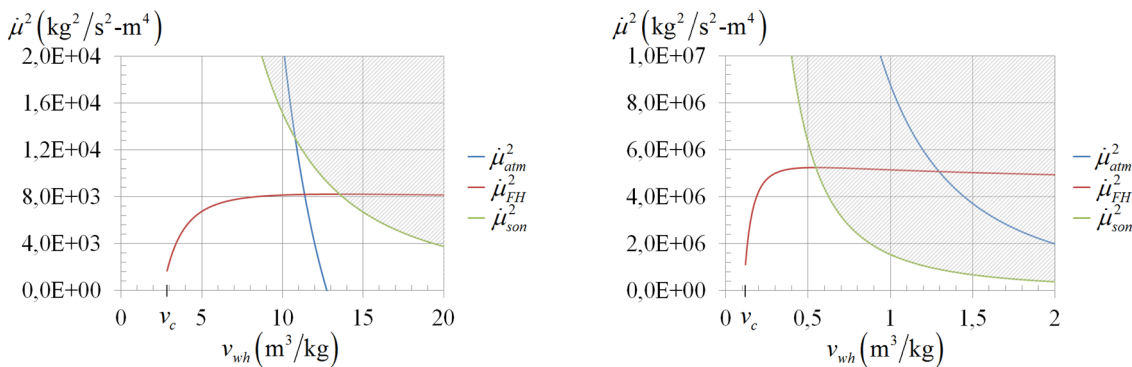 μ̇² (kg²/s²-m⁴)
2,0E+04
1,6E+04
1,2E+04
8,0E+03
4,0E+03
0,0E+00
0 v_c 5 10 15 20
v_wh (m³/kg)
μ̇²_atm
μ̇²_FH
μ̇²_son
μ̇² (kg²/s²-m⁴)
1,0E+07
8,0E+06
6,0E+06
4,0E+06
2,0E+06
0,0E+00
0 v_c 0,5 1 1,5 2
v_wh (m³/kg)
μ̇²_atm
μ̇²_FH
μ̇²_son